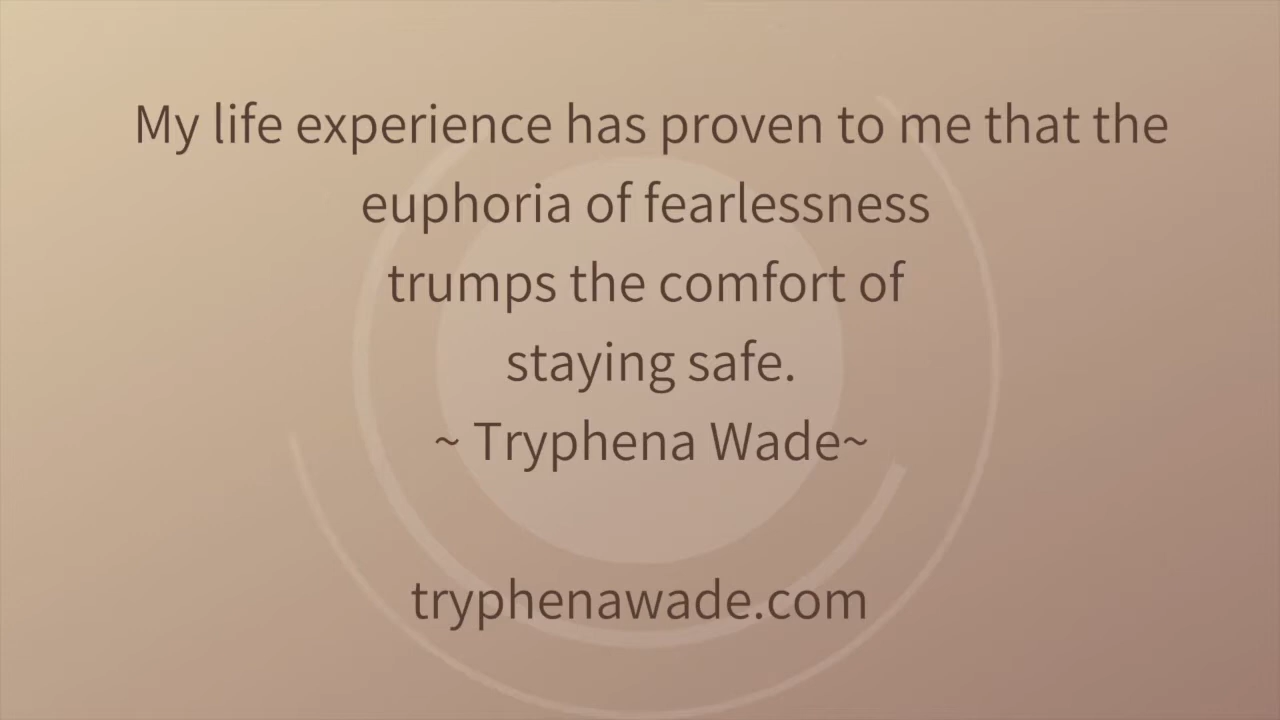 My life experience has proven to me that the
euphoria of fearlessness
trumps the comfort of
staying safe.
~ Tryphena Wade~
tryphenawade.com